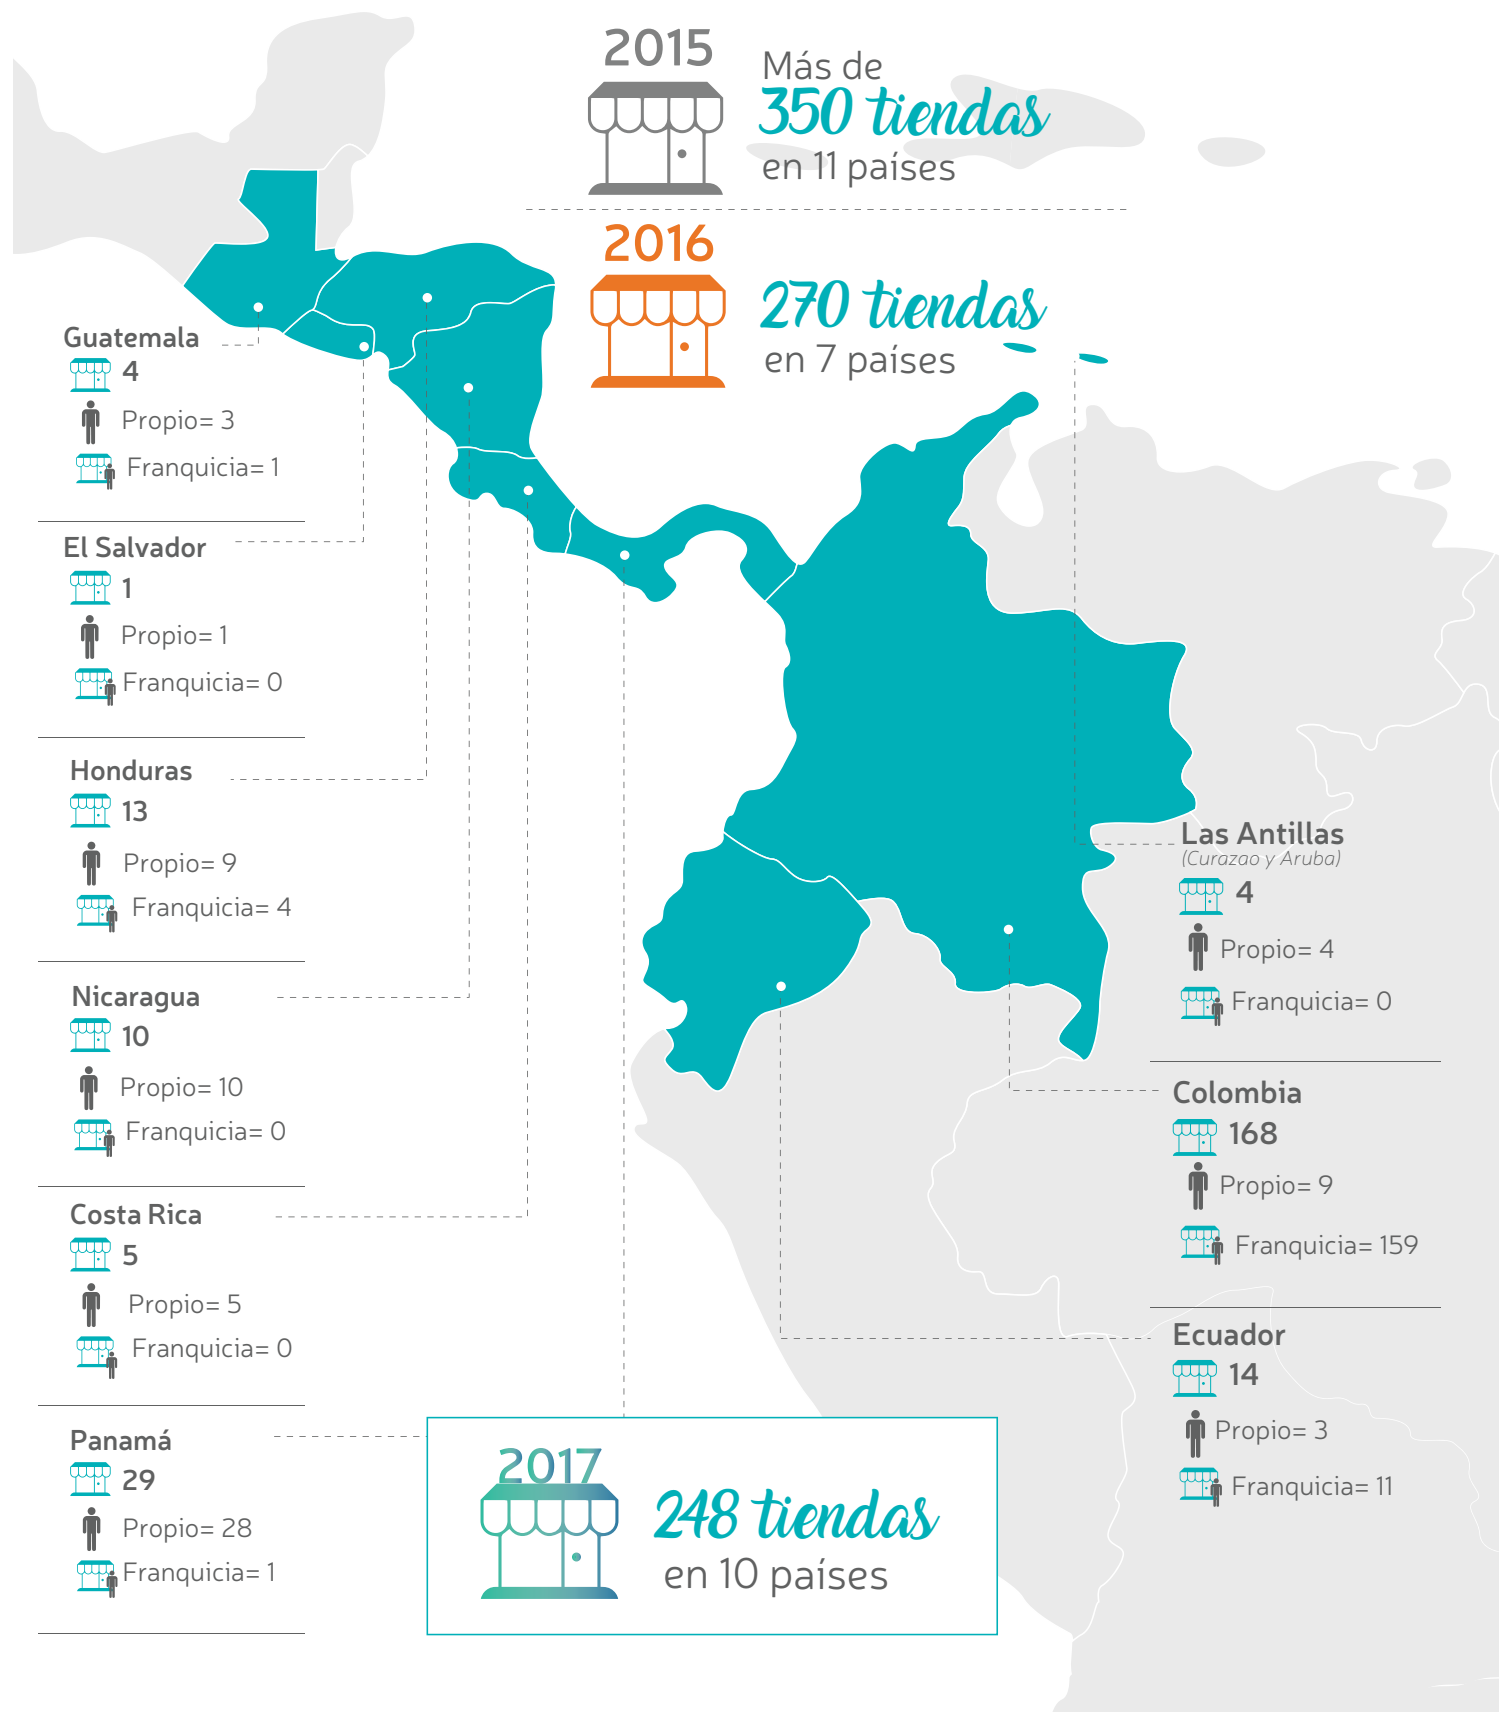 2015
Más de
350 tiendas
en 11 países
2016
270 tiendas
en 7 países
Guatemala
4
Propio= 3
Franquicia= 1
El Salvador
1
Propio= 1
Franquicia= 0
Honduras
13
Propio= 9
Franquicia= 4
Nicaragua
10
Propio= 10
Franquicia= 0
Costa Rica
5
Propio= 5
Franquicia= 0
Panamá
29
Propio= 28
Franquicia= 1
2017
248 tiendas
en 10 países
Las Antillas
(Curazao y Aruba)
4
Propio= 4
Franquicia= 0
Colombia
168
Propio= 9
Franquicia= 159
Ecuador
14
Propio= 3
Franquicia= 11